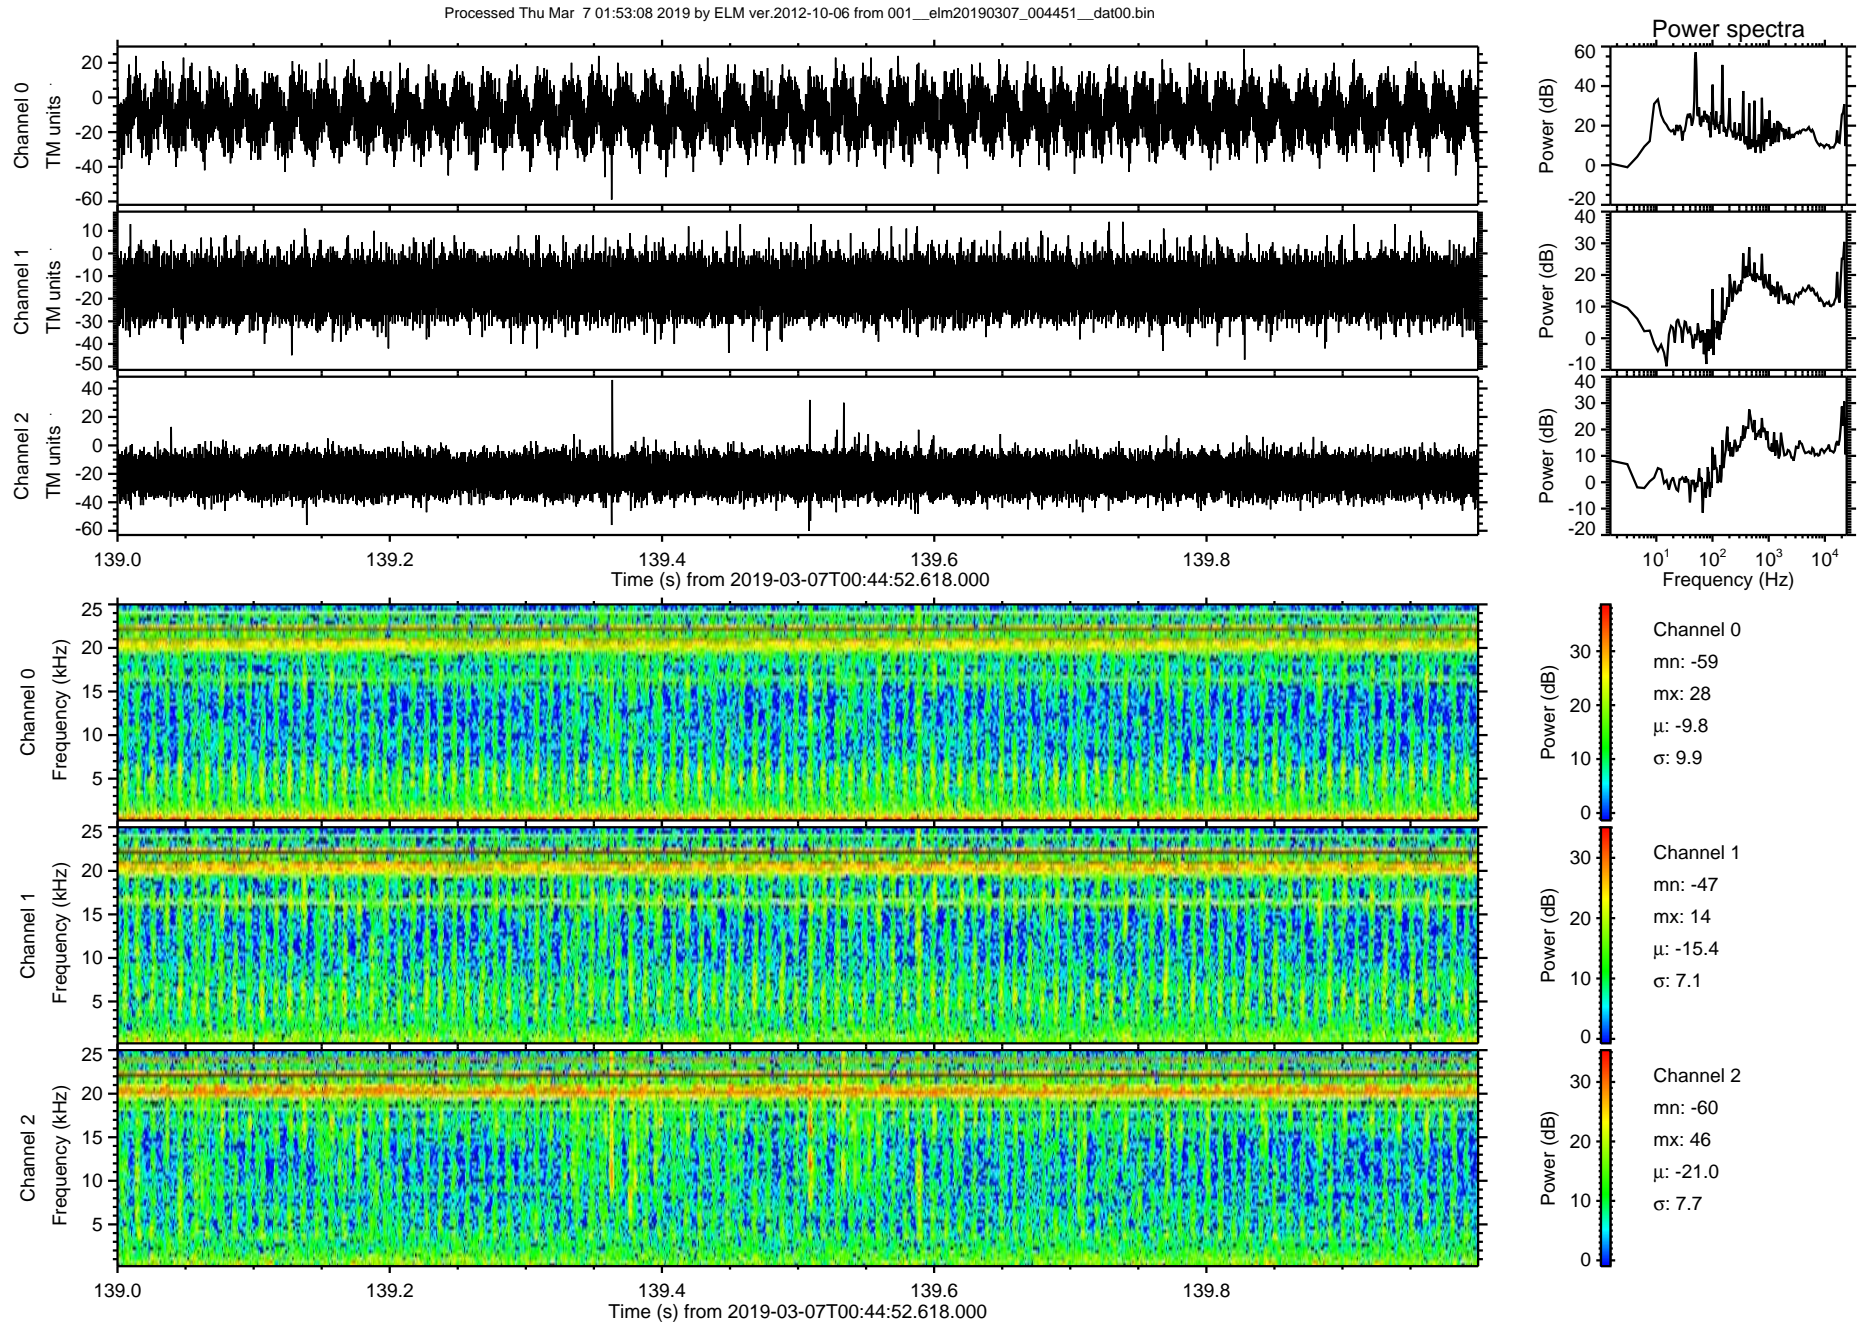 Processed Thu Mar  7 01:53:08 2019 by ELM ver.2012-10-06 from 001__elm20190307_004451__dat00.bin
Power spectra
Channel 0
TM units
20
0
-20
-40
-60
Power (dB)
60
40
20
0
-20
Channel 1
TM units
10
0
-10
-20
-30
-40
-50
Power (dB)
40
30
20
10
0
-10
Channel 2
TM units
40
20
0
-20
-40
-60
Power (dB)
40
30
20
10
0
-10
-20
139.0 139.2 139.4 139.6 139.8
Time (s) from 2019-03-07T00:44:52.618.000
10^1 10^2 10^3 10^4
Frequency (Hz)
Channel 0
Frequency (kHz)
25
20
15
10
5
Power (dB)
30
20
10
0
Channel 0
mn: -59
mx: 28
μ: -9.8
σ: 9.9
Channel 1
Frequency (kHz)
25
20
15
10
5
Power (dB)
30
20
10
0
Channel 1
mn: -47
mx: 14
μ: -15.4
σ: 7.1
Channel 2
Frequency (kHz)
25
20
15
10
5
Power (dB)
30
20
10
0
Channel 2
mn: -60
mx: 46
μ: -21.0
σ: 7.7
139.0 139.2 139.4 139.6 139.8
Time (s) from 2019-03-07T00:44:52.618.000